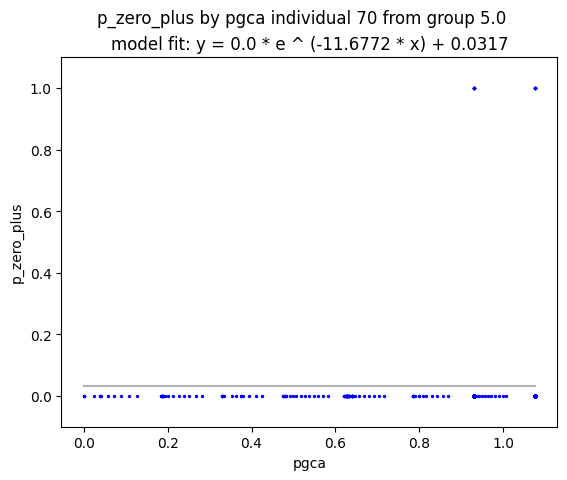 p_zero_plus by pgca individual 70 from group 5.0
model fit: y = 0.0 * e ^ (-11.6772 * x) + 0.0317
1.0
0.8
0.6
0.4
0.2
0.0
p_zero_plus
0.0 0.2 0.4 0.6 0.8 1.0
pgca